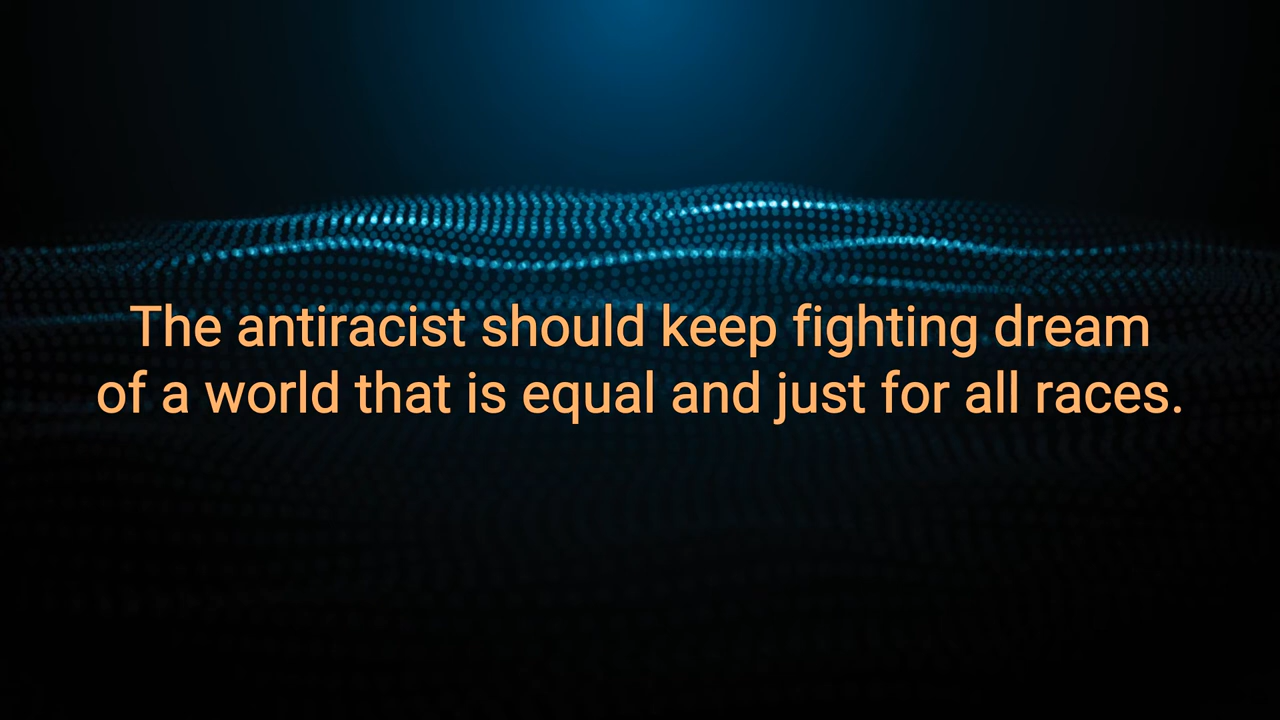 The antiracist should keep fighting dream
of a world that is equal and just for all races.